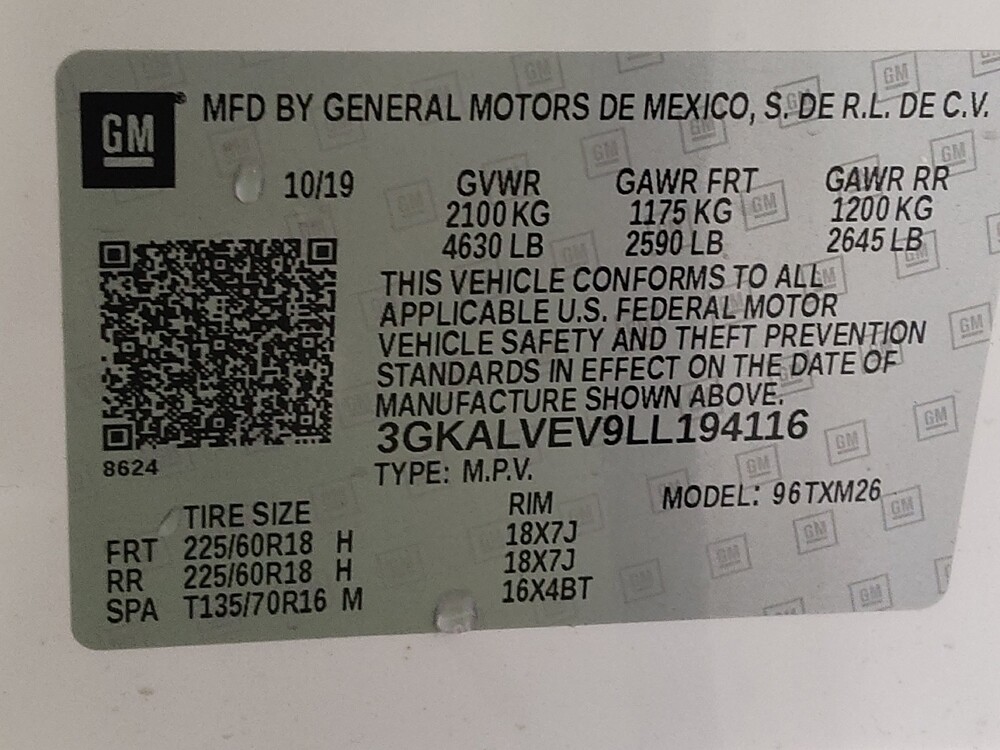 GM® MFD BY GENERAL MOTORS DE MEXICO, S. DE R.L. DE C.V.
10/19 GVWR GAWR FRT GAWR RR
2100 KG 1175 KG 1200 KG
4630 LB 2590 LB 2645 LB
THIS VEHICLE CONFORMS TO ALL
APPLICABLE U.S. FEDERAL MOTOR
VEHICLE SAFETY AND THEFT PREVENTION
STANDARDS IN EFFECT ON THE DATE OF
MANUFACTURE SHOWN ABOVE.
3GKALVEV9LL194116
8624
TYPE: M.P.V.
MODEL: 96TXM26
TIRE SIZE RIM
FRT 225/60R18 H 18X7J
RR 225/60R18 H 18X7J
SPA T135/70R16 M 16X4BT